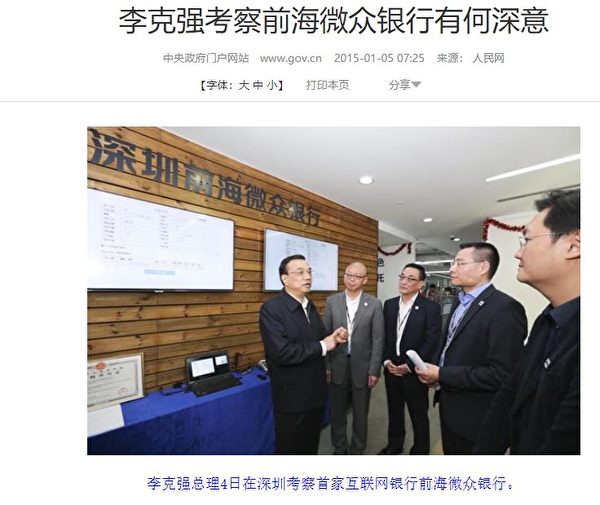 李克强考察前海微众银行有何深意
中央政府门户网站 www.gov.cn 2015-01-05 07:25 来源： 人民网
【字体：大 中 小】 打印本页 分享
深圳前海微众银行
色
李克强总理4日在深圳考察首家互联网银行前海微众银行。